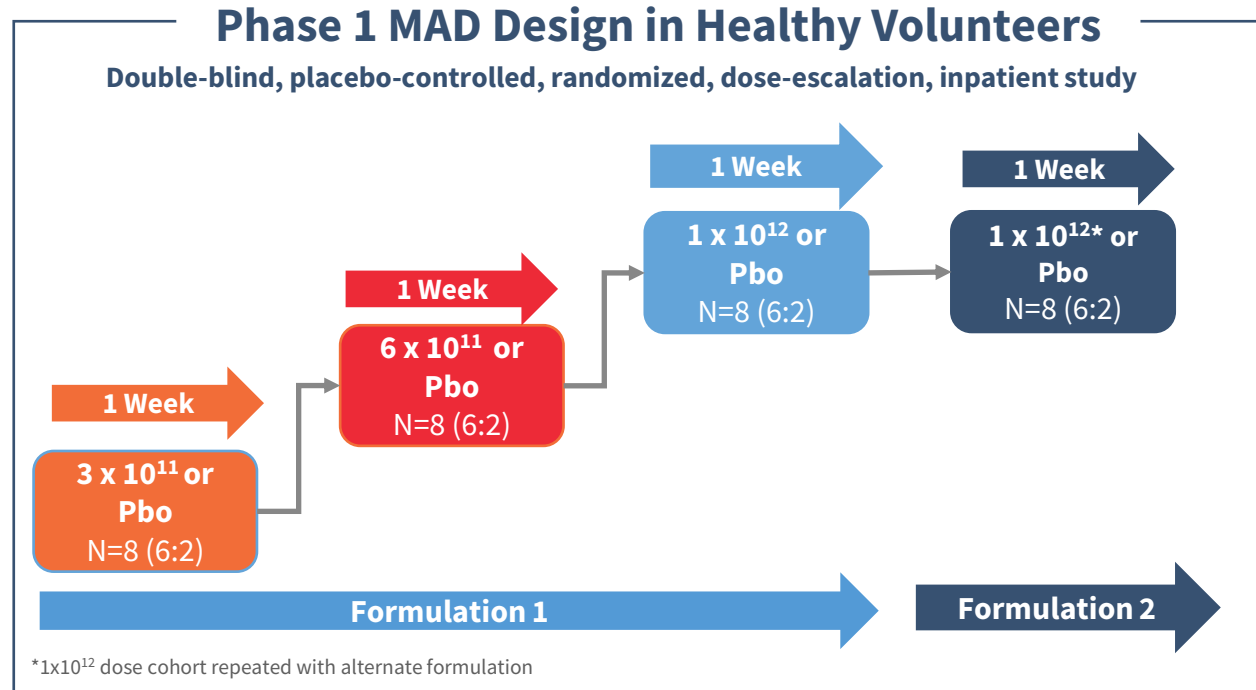 Phase 1 MAD Design in Healthy Volunteers
Double-blind, placebo-controlled, randomized, dose-escalation, inpatient study
1 Week
3 x 10¹¹ or
Pbo
N=8 (6:2)
1 Week
6 x 10¹¹ or
Pbo
N=8 (6:2)
1 Week
1 x 10¹² or
Pbo
N=8 (6:2)
1 Week
1 x 10¹²* or
Pbo
N=8 (6:2)
Formulation 1
Formulation 2
*1x10¹² dose cohort repeated with alternate formulation